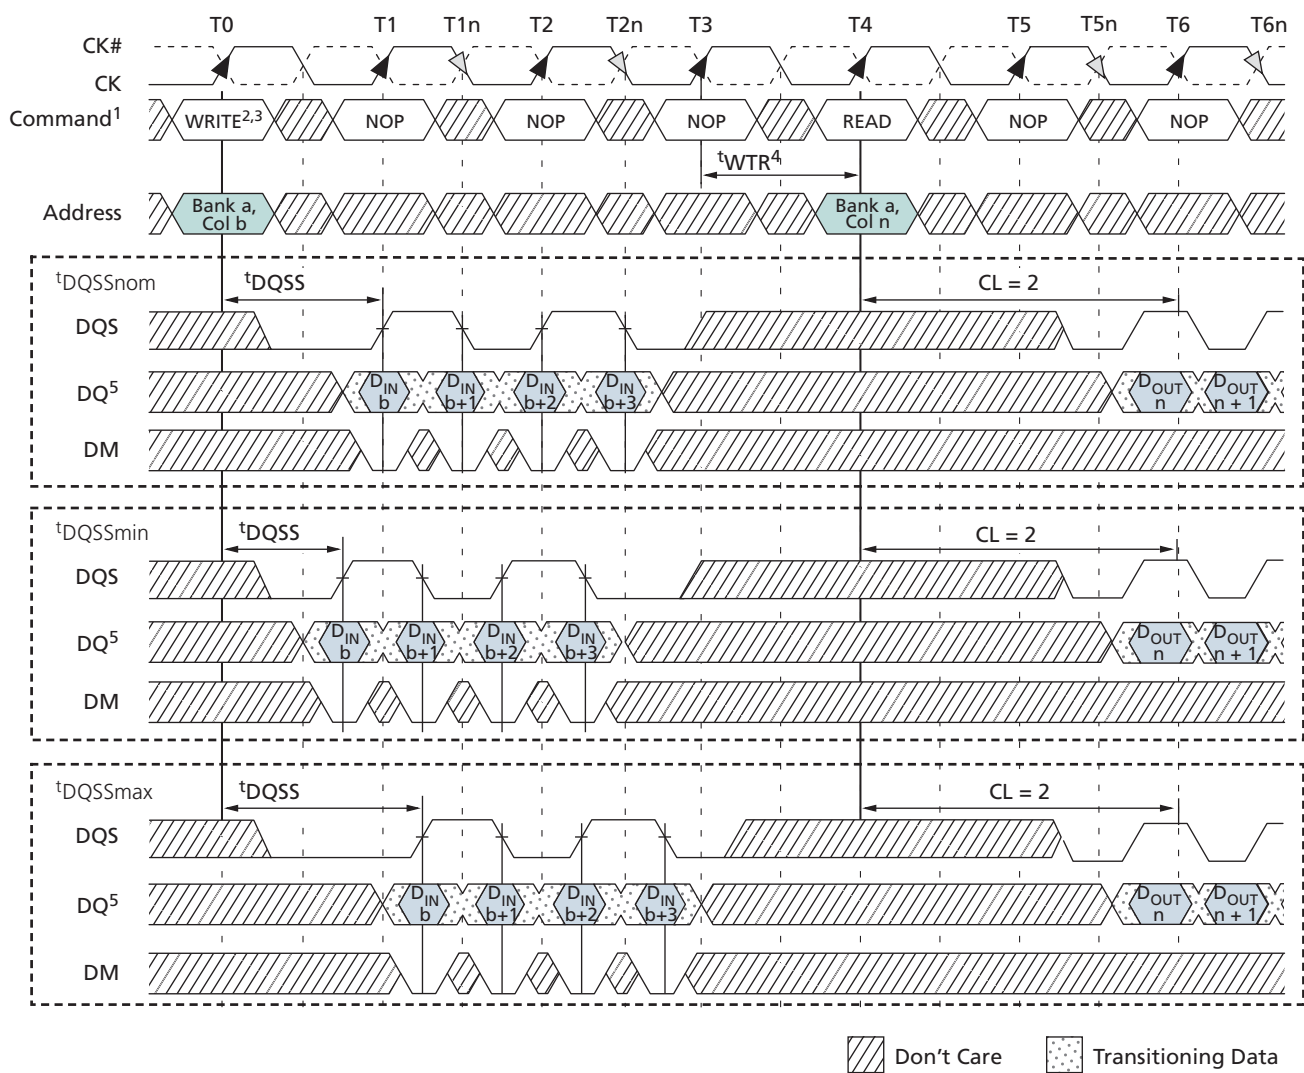 T0 T1 T1n T2 T2n T3 T4 T5 T5n T6 T6n
CK#
CK
Command1 WRITE2,3 NOP NOP NOP READ NOP NOP
tWTR4
Address Bank a, Col b Bank a, Col n
tDQSSnom tDQSS CL = 2
DQS
DQ5 DIN b DIN b+1 DIN b+2 DIN b+3 DOUT n DOUT n + 1
DM
tDQSSmin tDQSS CL = 2
DQS
DQ5 DIN b DIN b+1 DIN b+2 DIN b+3 DOUT n DOUT n + 1
DM
tDQSSmax tDQSS CL = 2
DQS
DQ5 DIN b DIN b+1 DIN b+2 DIN b+3 DOUT n DOUT n + 1
DM
Don't Care Transitioning Data